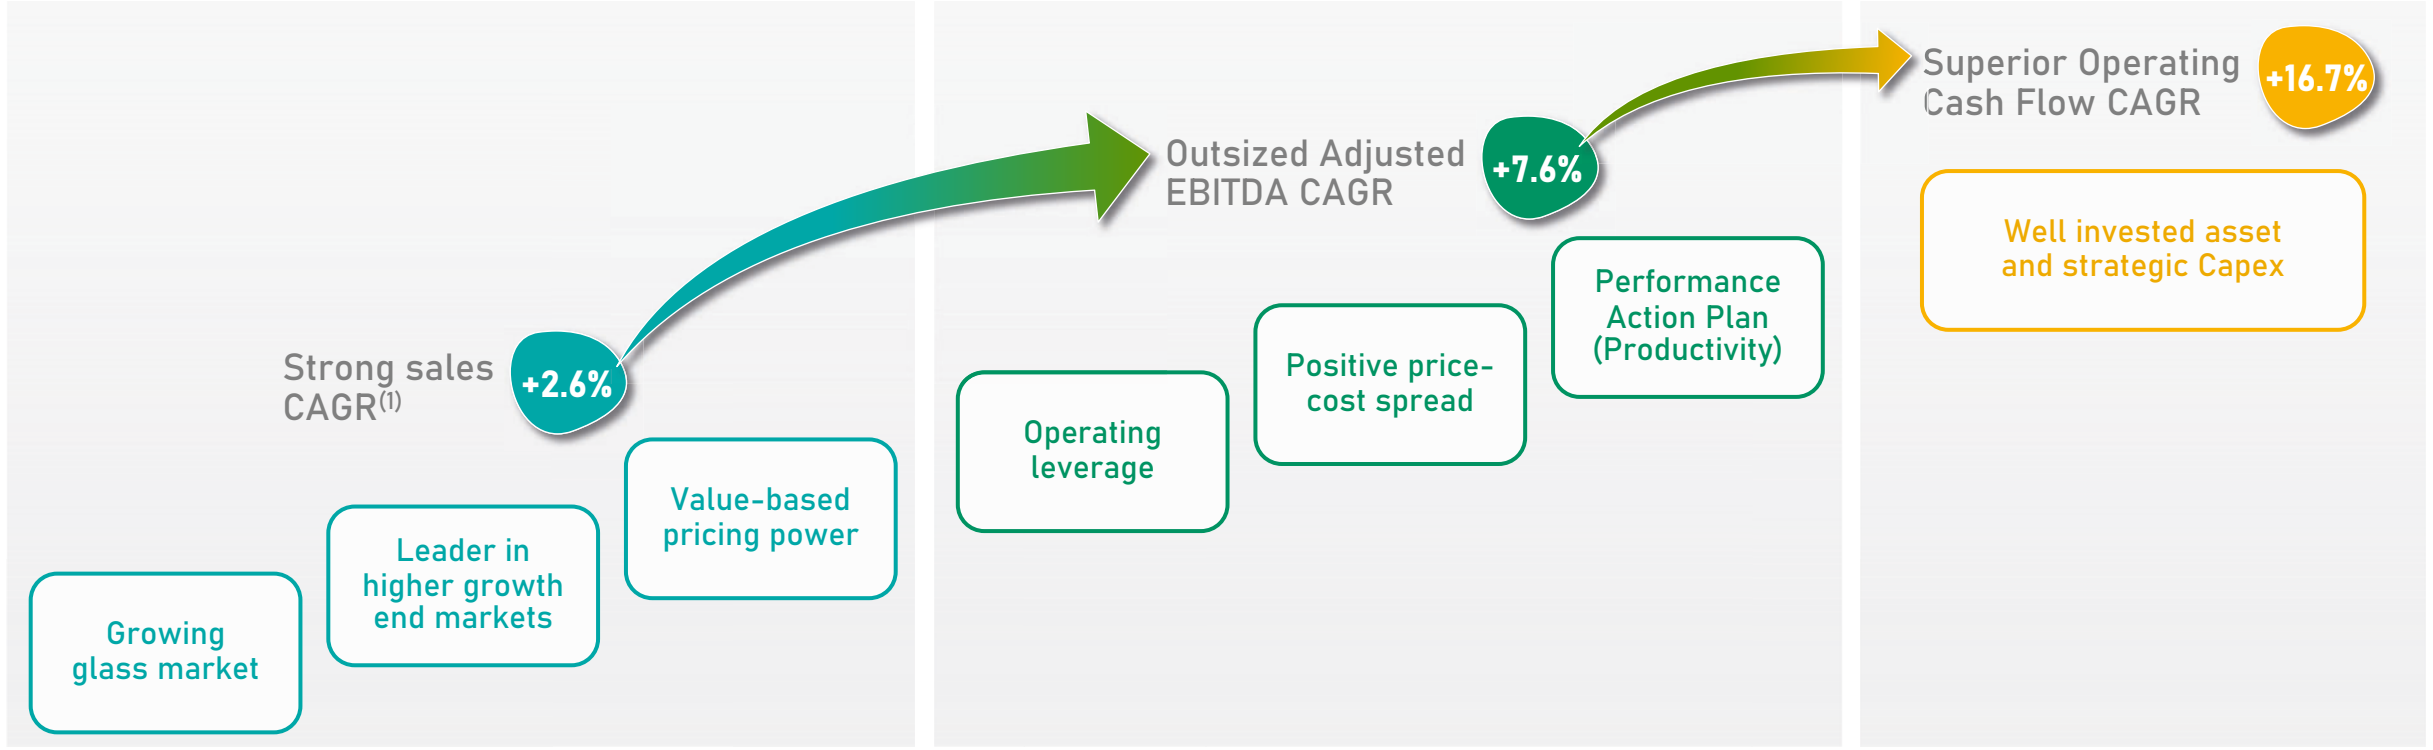 Strong sales
CAGR(1)
+2.6%
Growing
glass market
Leader in
higher growth
end markets
Value-based
pricing power
Outsized Adjusted
EBITDA CAGR
+7.6%
Operating
leverage
Positive price-
cost spread
Performance
Action Plan
(Productivity)
Superior Operating
Cash Flow CAGR
+16.7%
Well invested asset
and strategic Capex